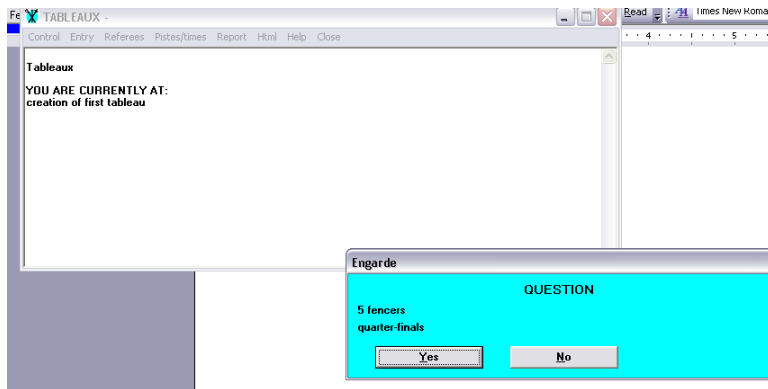 Fe
TABLEAUX -
Read
Times New Roma
Control Entry Referees Pistes/times Report Html Help Close
4 5
Tableaux
YOU ARE CURRENTLY AT:
creation of first tableau
Engarde
QUESTION
5 fencers
quarter-finals
Yes No